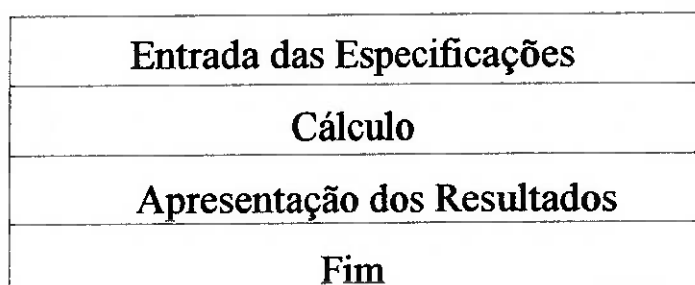 Entrada das Especificações
Cálculo
Apresentação dos Resultados
Fim